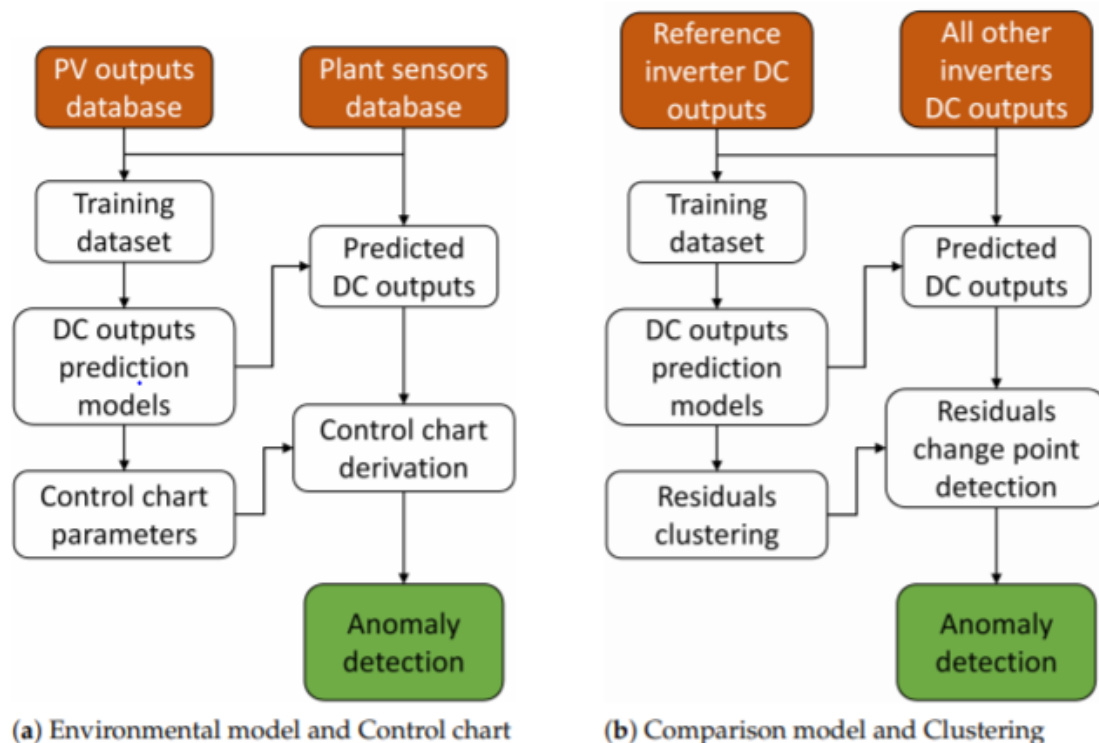 PV outputs
database
Plant sensors
database
Training
dataset
Predicted
DC outputs
DC outputs
prediction
models
Control chart
derivation
Control chart
parameters
Anomaly
detection
(a) Environmental model and Control chart
Reference
inverter DC
outputs
All other
inverters
DC outputs
Training
dataset
Predicted
DC outputs
DC outputs
prediction
models
Residuals
change point
detection
Residuals
clustering
Anomaly
detection
(b) Comparison model and Clustering